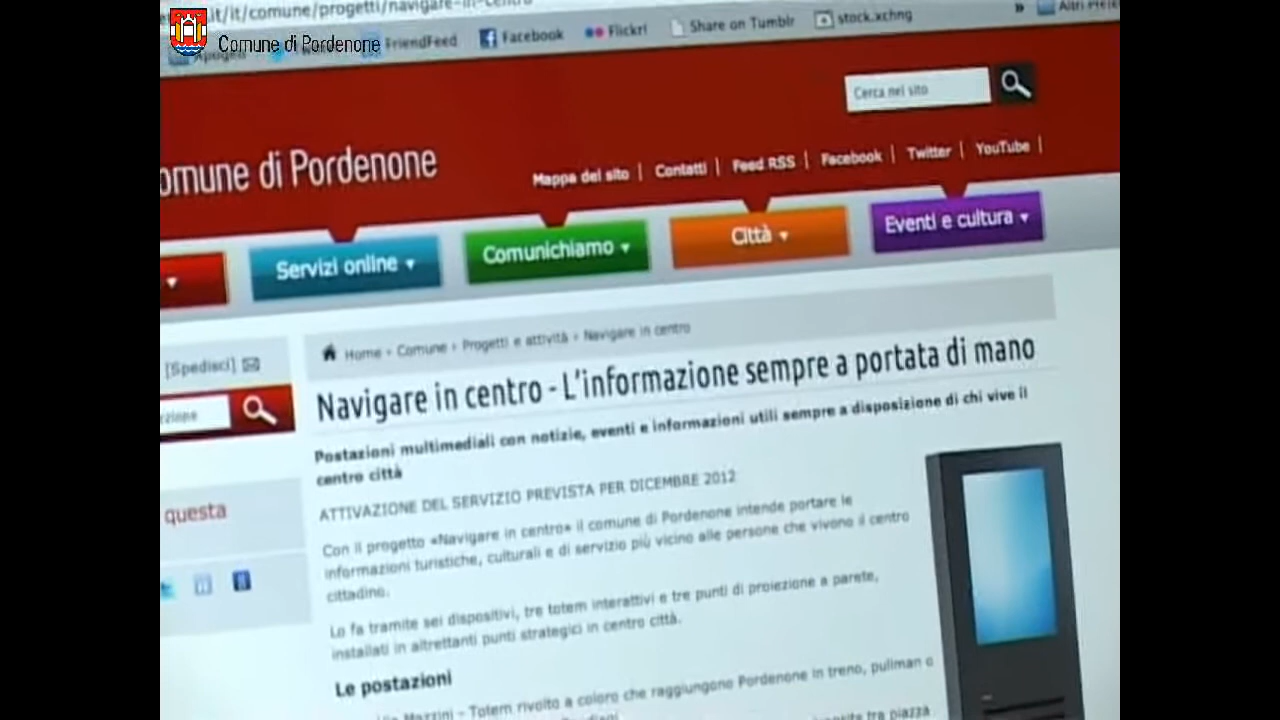 it/it/comune/progetti/navigare-in-centro
Comune di Pordenone
Apogeo
FriendFeed
Facebook
Flickr
Share on Tumblr
stock.xchng
»
Altri Prefe
Cerca nel sito
omune di Pordenone
Mappa del sito | Contatti | Feed RSS | Facebook | Twitter | YouTube |
Servizi online
Comunichiamo
Città
Eventi e cultura
[Spedisci]
Home › Comune › Progetti e attività › Navigare in centro
Navigare in centro - L'informazione sempre a portata di mano
Postazioni multimediali con notizie, eventi e informazioni utili sempre a disposizione di chi vive il
centro città
questa
ATTIVAZIONE DEL SERVIZIO PREVISTA PER DICEMBRE 2012
Con il progetto «Navigare in centro» il comune di Pordenone intende portare le
informazioni turistiche, culturali e di servizio più vicino alle persone che vivono il centro
cittadino.
Lo fa tramite sei dispositivi, tre totem interattivi e tre punti di proiezione a parete,
installati in altrettanti punti strategici in centro città.
Le postazioni
Via Mazzini - Totem rivolto a coloro che raggiungono Pordenone in treno, pullman o
tra piazza